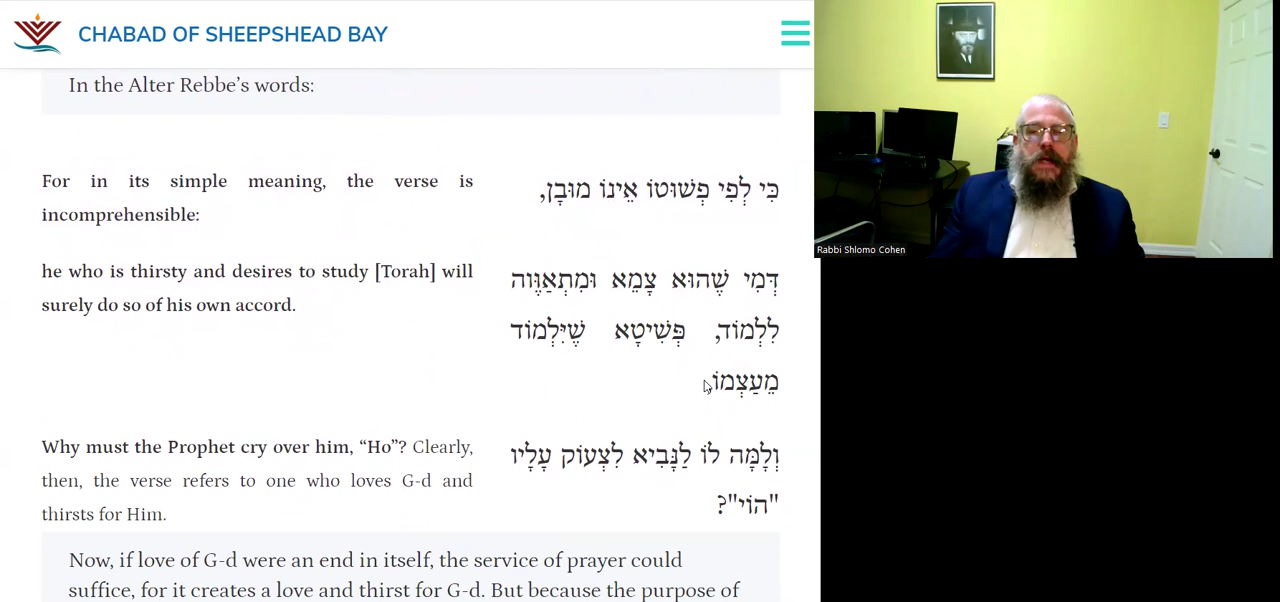 CHABAD OF SHEEPSHEAD BAY
In the Alter Rebbe's words:
For in its simple meaning, the verse is
incomprehensible:
כִּי לְפִי פְשׁוּטוֹ אֵינוֹ מוּבָן,
he who is thirsty and desires to study [Torah] will
surely do so of his own accord.
דְּמִי שֶׁהוּא צָמֵא וּמִתְאַוֶּוה
לִלְמוֹד, פְּשִׁיטָא שֶׁיִּלְמוֹד
מֵעַצְמוֹ
Why must the Prophet cry over him, “Ho”? Clearly,
then, the verse refers to one who loves G-d and
thirsts for Him.
וְלָמָּה לוֹ לַנָּבִיא לִצְעוֹק עָלָיו
"הוֹי"?
Now, if love of G-d were an end in itself, the service of prayer could
suffice, for it creates a love and thirst for G-d. But because the purpose of
Rabbi Shlomo Cohen